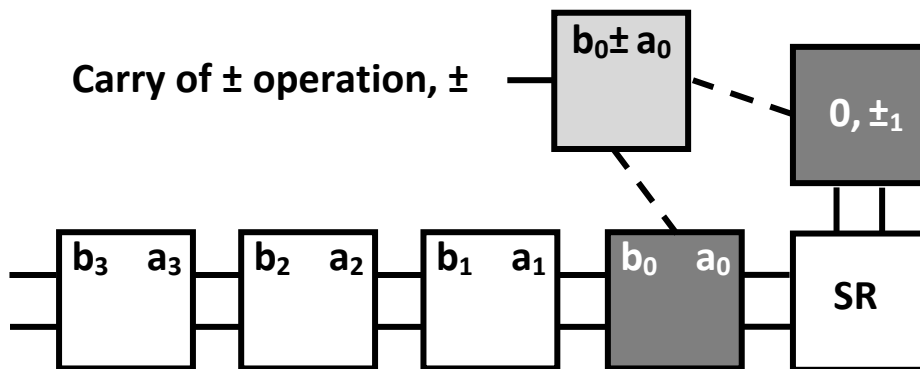 b₀± a₀
Carry of ± operation, ±
0, ±₁
b₃ a₃ b₂ a₂ b₁ a₁ b₀ a₀
SR